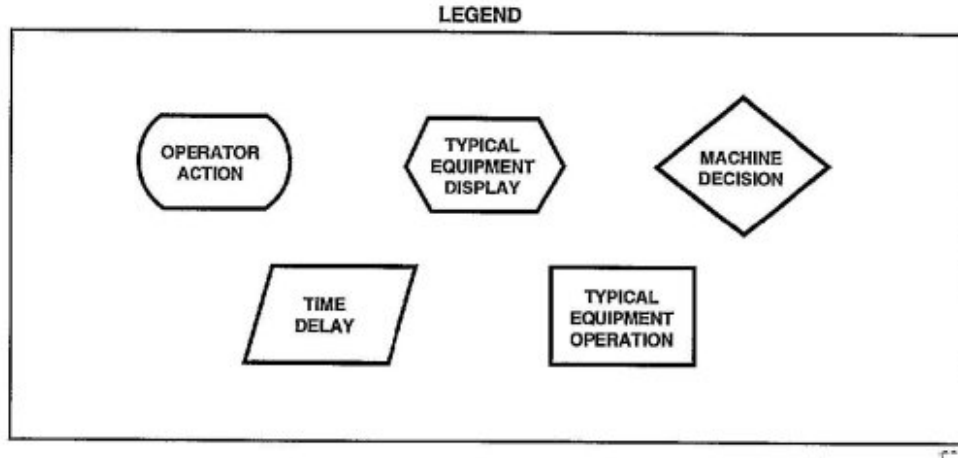 LEGEND
OPERATOR
ACTION
TYPICAL
EQUIPMENT
DISPLAY
MACHINE
DECISION
TIME
DELAY
TYPICAL
EQUIPMENT
OPERATION